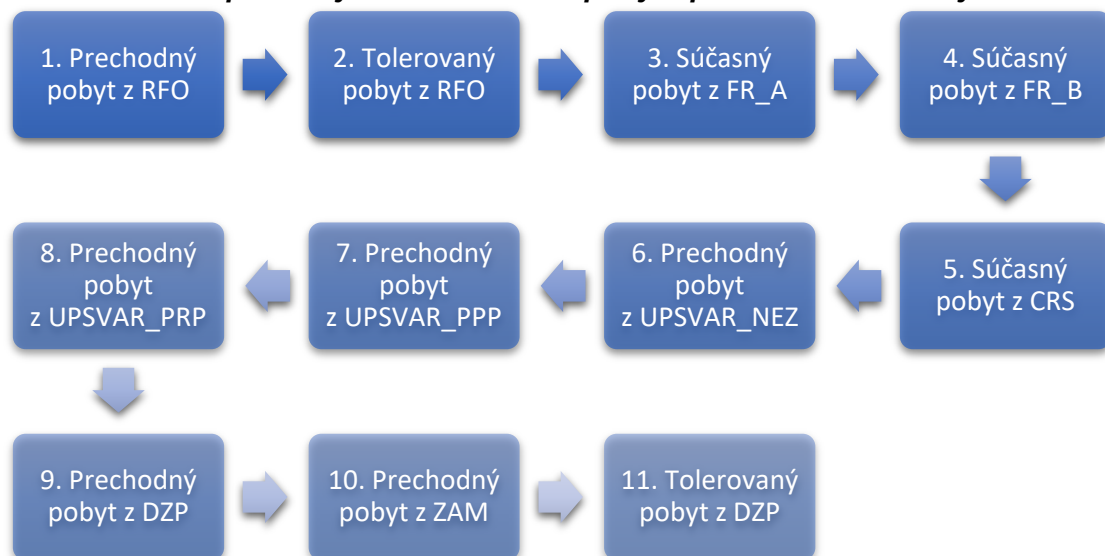 1. Prechodný
pobyt z RFO
2. Tolerovaný
pobyt z RFO
3. Súčasný
pobyt z FR_A
4. Súčasný
pobyt z FR_B
5. Súčasný
pobyt z CRS
6. Prechodný
pobyt
z UPSVAR_NEZ
7. Prechodný
pobyt
z UPSVAR_PPP
8. Prechodný
pobyt
z UPSVAR_PRP
9. Prechodný
pobyt z DZP
10. Prechodný
pobyt z ZAM
11. Tolerovaný
pobyt z DZP